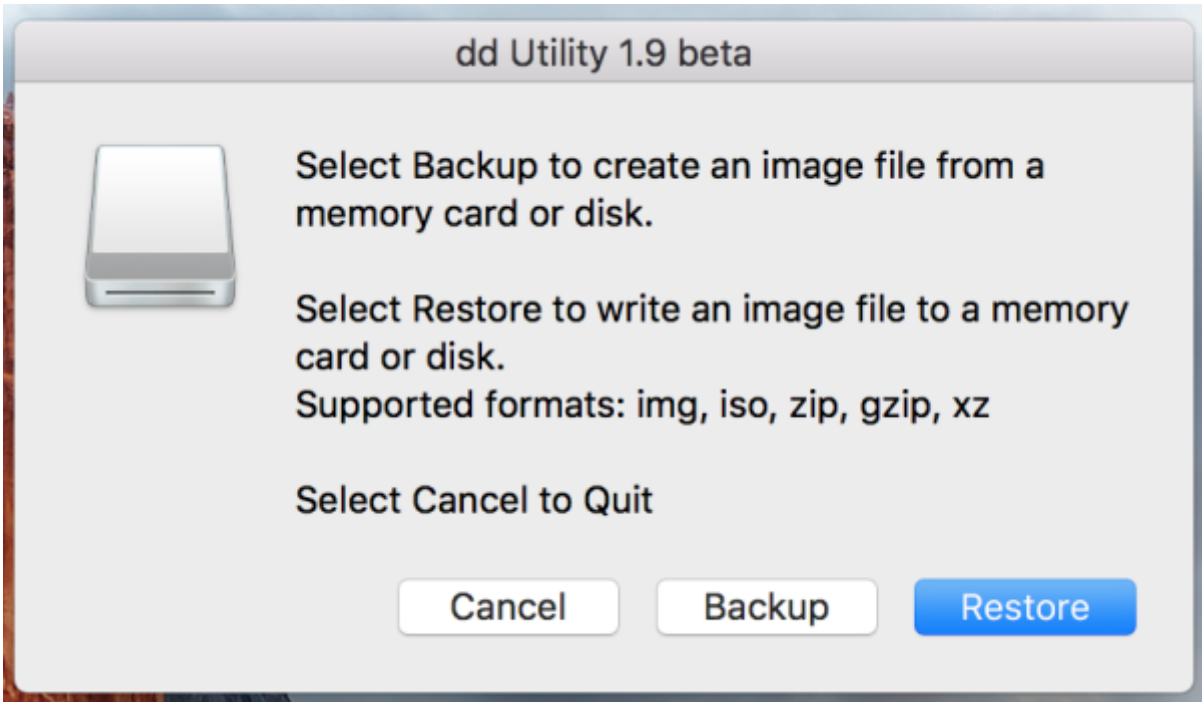 dd Utility 1.9 beta
Select Backup to create an image file from a
memory card or disk.
Select Restore to write an image file to a memory
card or disk.
Supported formats: img, iso, zip, gzip, xz
Select Cancel to Quit
Cancel
Backup
Restore